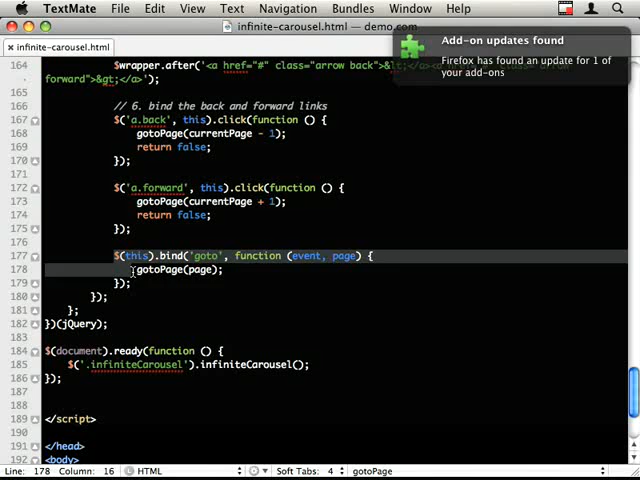 TextMate File Edit View Text Navigation Bundles Window Help
infinite-carousel.html — demo.com
Add-on updates found
Firefox has found an update for 1 of
your add-ons
× infinite-carousel.html
164 $wrapper.after('<a href="#" class="arrow back">&lt;</a><a href="#" class="arrow
forward">&gt;</a>');
165
166 // 6. bind the back and forward links
167 $('a.back', this).click(function () {
168 gotoPage(currentPage - 1);
169 return false;
170 });
171
172 $('a.forward', this).click(function () {
173 gotoPage(currentPage + 1);
174 return false;
175 });
176
177 $(this).bind('goto', function (event, page) {
178 gotoPage(page);
179 });
180 });
181 };
182 })(jQuery);
183
184 $(document).ready(function () {
185 $('.infiniteCarousel').infiniteCarousel();
186 });
187
188
189 </script>
190
191 </head>
192 <body>
Line: 178 Column: 16 HTML Soft Tabs: 4 gotoPage